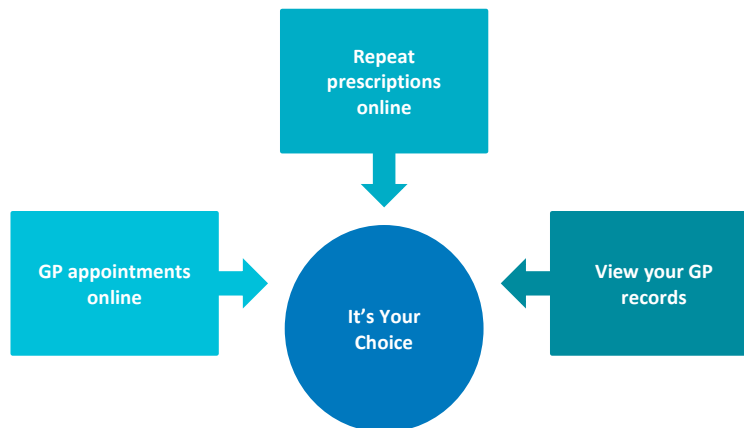 Repeat
prescriptions
online
GP appointments
online
It’s Your
Choice
View your GP
records